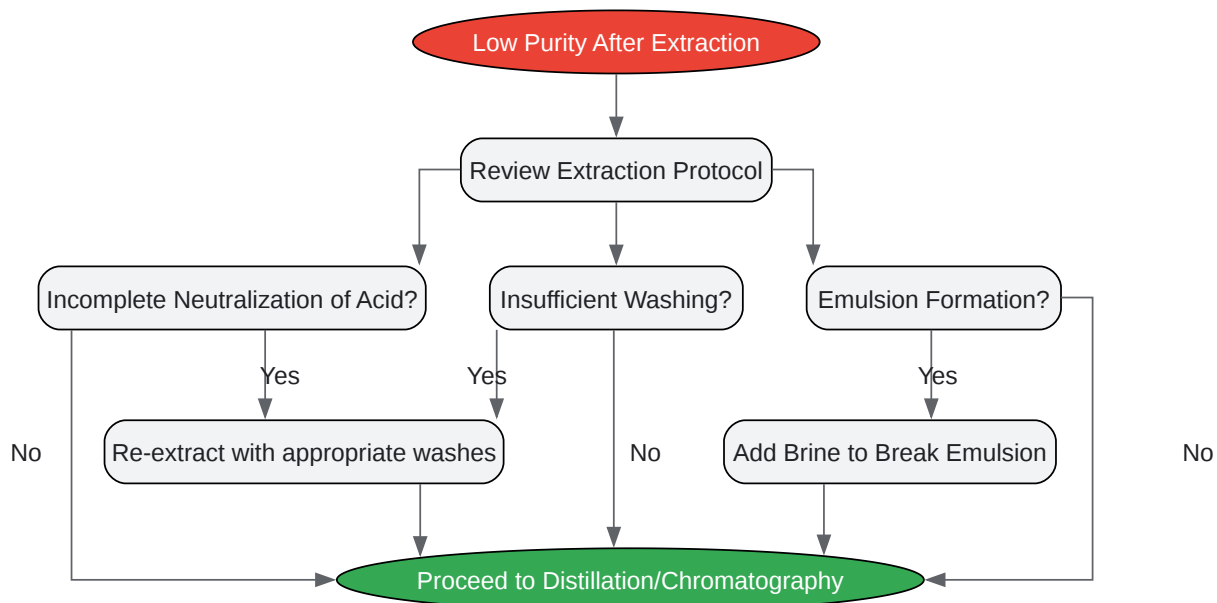 Low Purity After Extraction
Review Extraction Protocol
Incomplete Neutralization of Acid?
Insufficient Washing?
Emulsion Formation?
Yes
Yes
Yes
No
Re-extract with appropriate washes
No
Add Brine to Break Emulsion
No
Proceed to Distillation/Chromatography